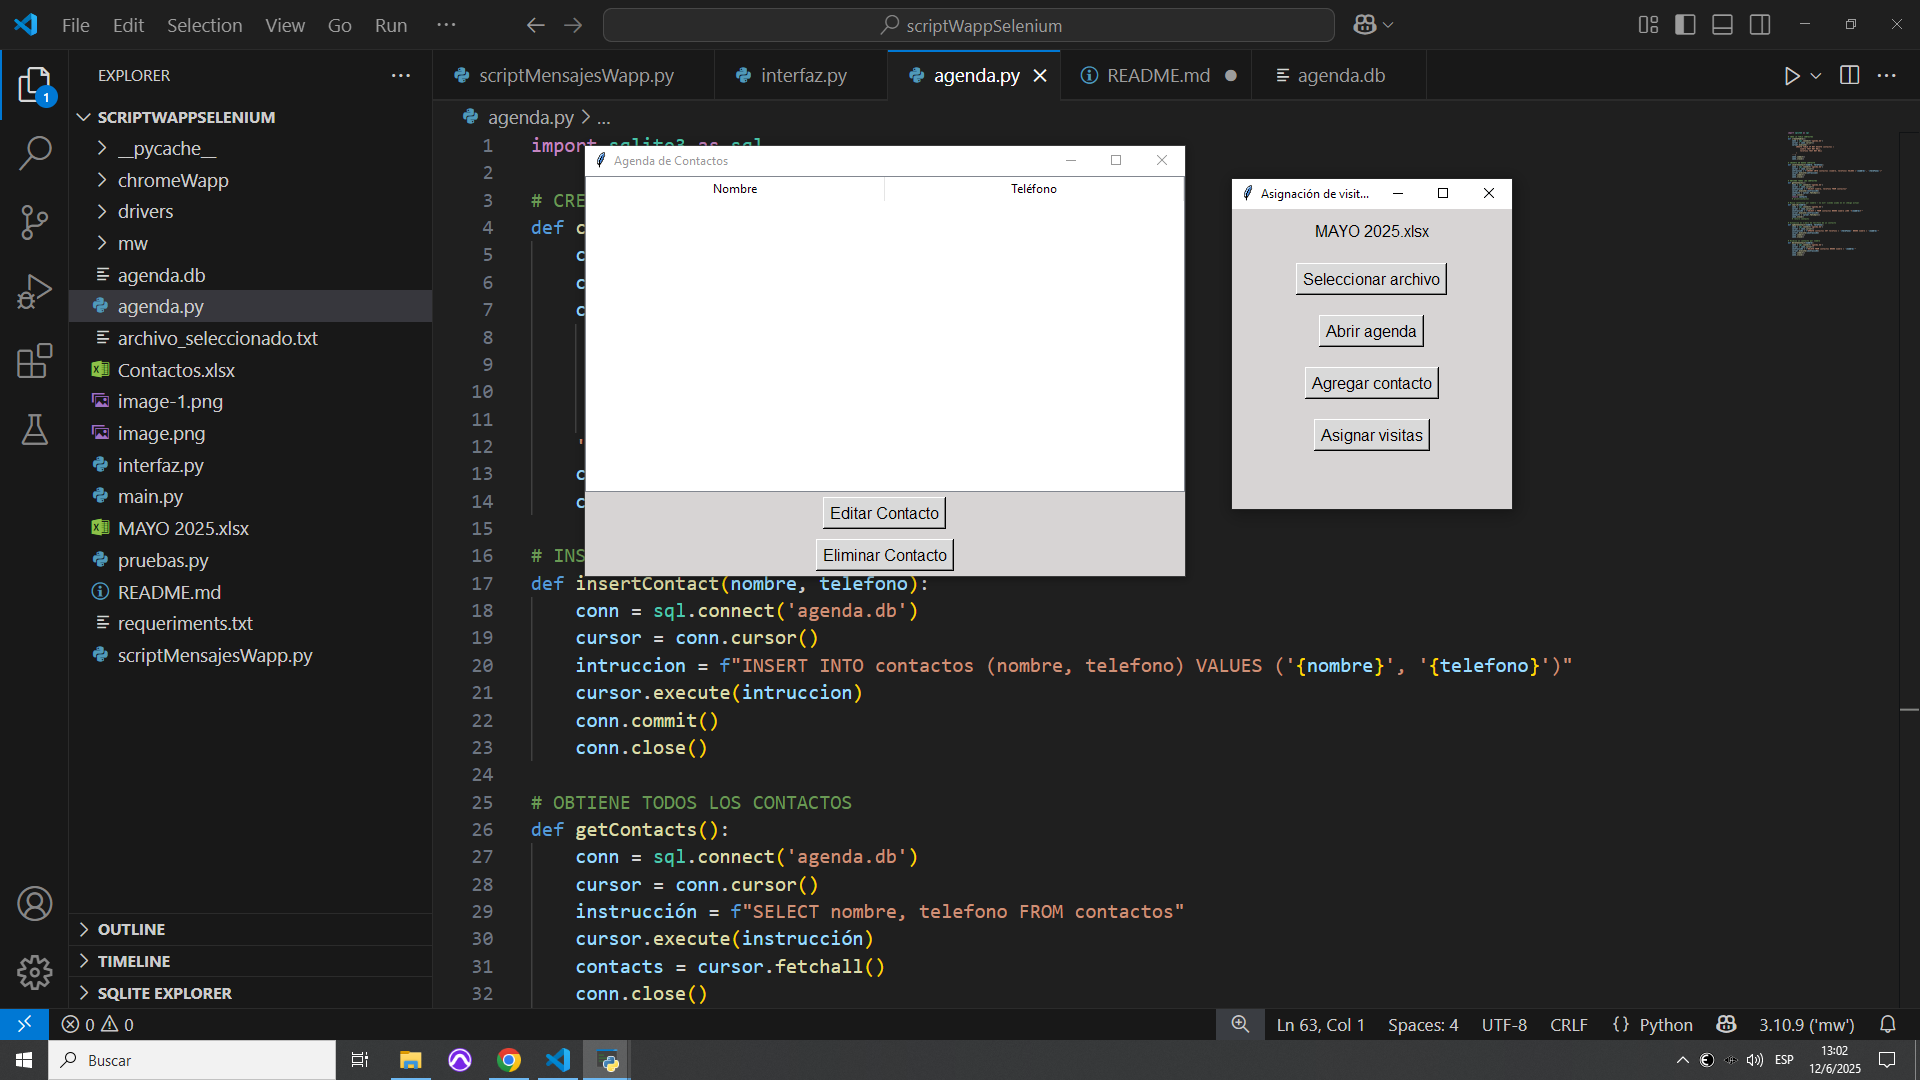 File Edit Selection View Go Run ···
scriptWappSelenium
EXPLORER
SCRIPTWAPPSELENIUM
__pycache__
chromeWapp
drivers
mw
agenda.db
agenda.py
archivo_seleccionado.txt
Contactos.xlsx
image-1.png
image.png
interfaz.py
main.py
MAYO 2025.xlsx
pruebas.py
README.md
requeriments.txt
scriptMensajesWapp.py
OUTLINE
TIMELINE
SQLITE EXPLORER
1
scriptMensajesWapp.py interfaz.py agenda.py README.md agenda.db
agenda.py > ...
1 import sqlite3 as sql
2
3 # CRE
4 def c
5 c
6 c
7 c
8
9
10
11
12 '
13 c
14 c
15
16 # INS
17 def insertContact(nombre, telefono):
18 conn = sql.connect('agenda.db')
19 cursor = conn.cursor()
20 intruccion = f"INSERT INTO contactos (nombre, telefono) VALUES ('{nombre}', '{telefono}')"
21 cursor.execute(intruccion)
22 conn.commit()
23 conn.close()
24
25 # OBTIENE TODOS LOS CONTACTOS
26 def getContacts():
27 conn = sql.connect('agenda.db')
28 cursor = conn.cursor()
29 instrucción = f"SELECT nombre, telefono FROM contactos"
30 cursor.execute(instrucción)
31 contacts = cursor.fetchall()
32 conn.close()
Agenda de Contactos
Nombre Teléfono
Editar Contacto
Eliminar Contacto
Asignación de visit...
MAYO 2025.xlsx
Seleccionar archivo
Abrir agenda
Agregar contacto
Asignar visitas
0 0
Ln 63, Col 1 Spaces: 4 UTF-8 CRLF {} Python 3.10.9 ('mw')
Buscar
ESP
13:02
12/6/2025